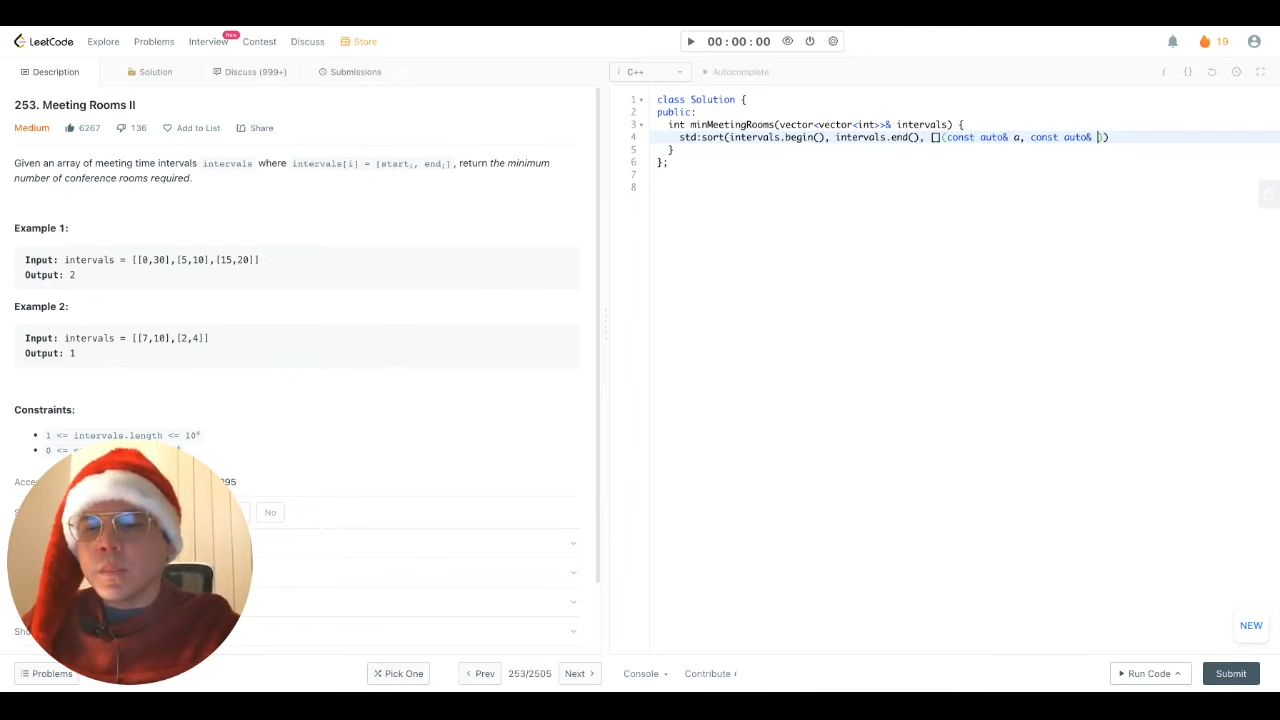 LeetCode Explore Problems Interview New Contest Discuss Store 00 : 00 : 00 19
Description Solution Discuss (999+) Submissions i C++ Autocomplete i {}
253. Meeting Rooms II
Medium 6267 136 Add to List Share
Given an array of meeting time intervals intervals where intervals[i] = [starti, endi], return the minimum
number of conference rooms required.
Example 1:
Input: intervals = [[0,30],[5,10],[15,20]]
Output: 2
Example 2:
Input: intervals = [[7,10],[2,4]]
Output: 1
Constraints:
1 <= intervals.length <= 10⁴
0 <=
No
1 class Solution {
2 public:
3 int minMeetingRooms(vector<vector<int>>& intervals) {
4 std:sort(intervals.begin(), intervals.end(), [](const auto& a, const auto& ))
5 }
6 };
7
8
NEW
Problems Pick One Prev 253/2505 Next Console Contribute i Run Code Submit